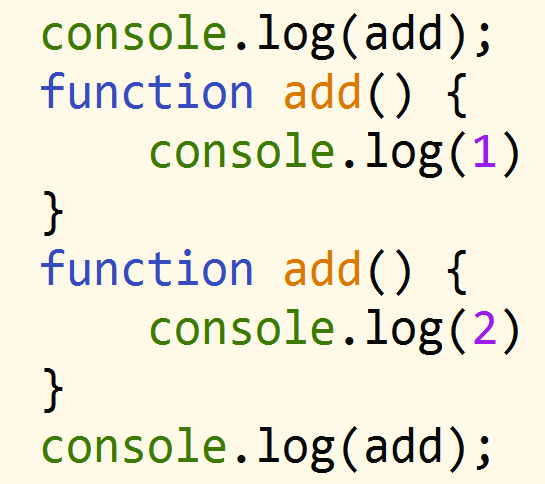 console.log(add);
function add() {
    console.log(1)
}
function add() {
    console.log(2)
}
console.log(add);